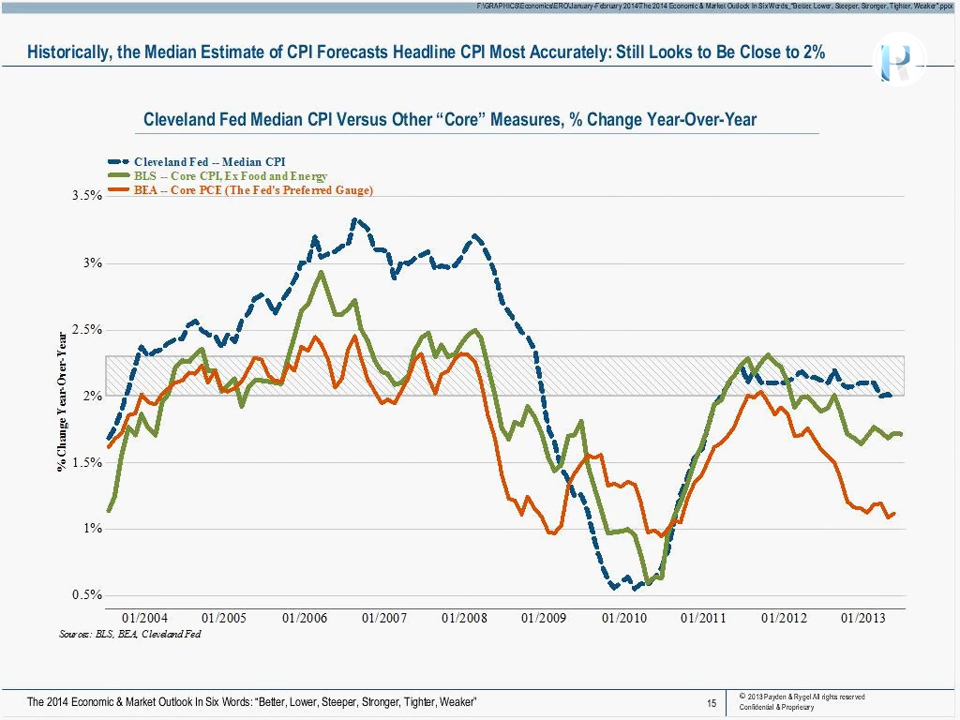 F:\GRAPHICS\Economics\ERO\January-February 2014\The 2014 Economic & Market Outlook In Six Words_"Better, Lower, Steeper, Stronger, Tighter, Weaker".pptx
Historically, the Median Estimate of CPI Forecasts Headline CPI Most Accurately: Still Looks to Be Close to 2%
Cleveland Fed Median CPI Versus Other “Core” Measures, % Change Year-Over-Year
Cleveland Fed -- Median CPI
BLS -- Core CPI, Ex Food and Energy
BEA -- Core PCE (The Fed's Preferred Gauge)
3.5%
3%
2.5%
2%
1.5%
1%
0.5%
% Change Year-Over-Year
01/2004 01/2005 01/2006 01/2007 01/2008 01/2009 01/2010 01/2011 01/2012 01/2013
Sources: BLS, BEA, Cleveland Fed
The 2014 Economic & Market Outlook In Six Words: “Better, Lower, Steeper, Stronger, Tighter, Weaker”
15
© 2013 Payden & Rygel All rights reserved
Confidential & Proprietary